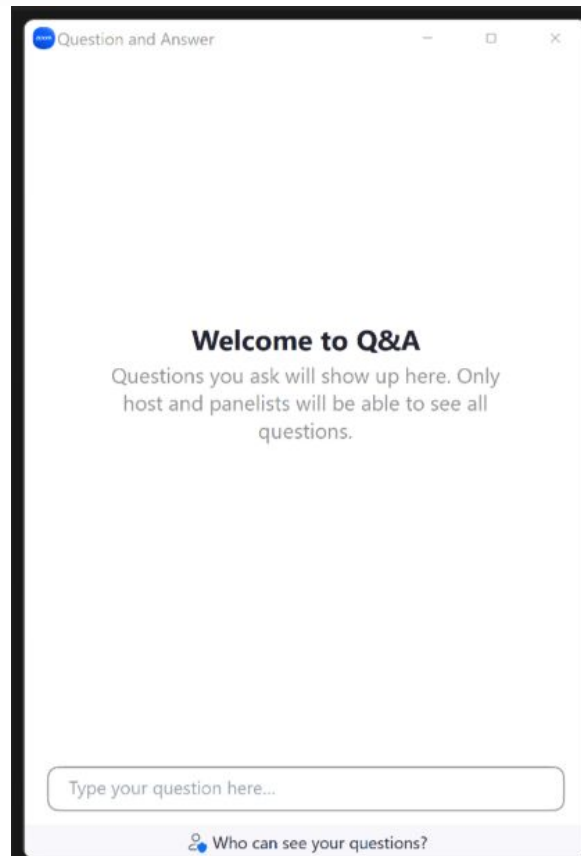 Question and Answer
Welcome to Q&A
Questions you ask will show up here. Only
host and panelists will be able to see all
questions.
Type your question here...
Who can see your questions?